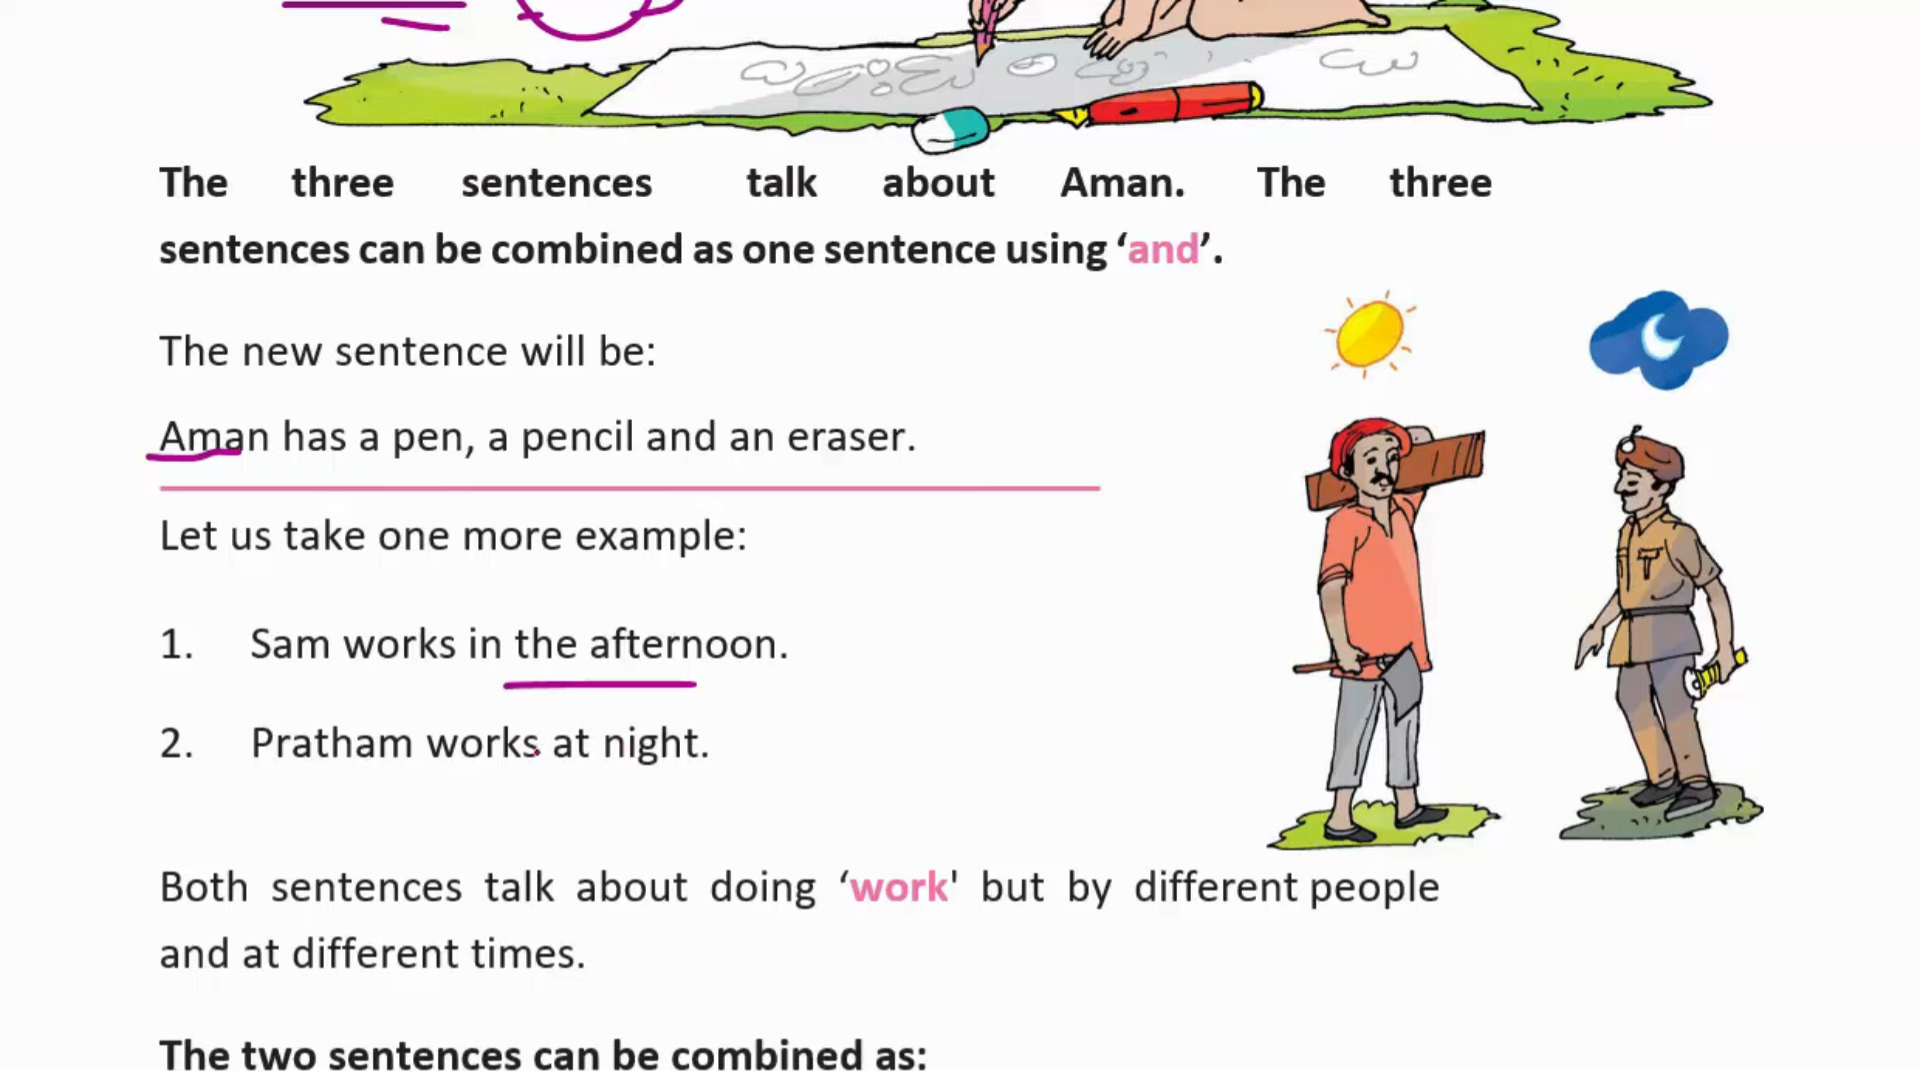 The three sentences talk about Aman. The three
sentences can be combined as one sentence using ‘and’.
The new sentence will be:
Aman has a pen, a pencil and an eraser.
Let us take one more example:
1. Sam works in the afternoon.
2. Pratham works at night.
Both sentences talk about doing ‘work' but by different people
and at different times.
The two sentences can be combined as: